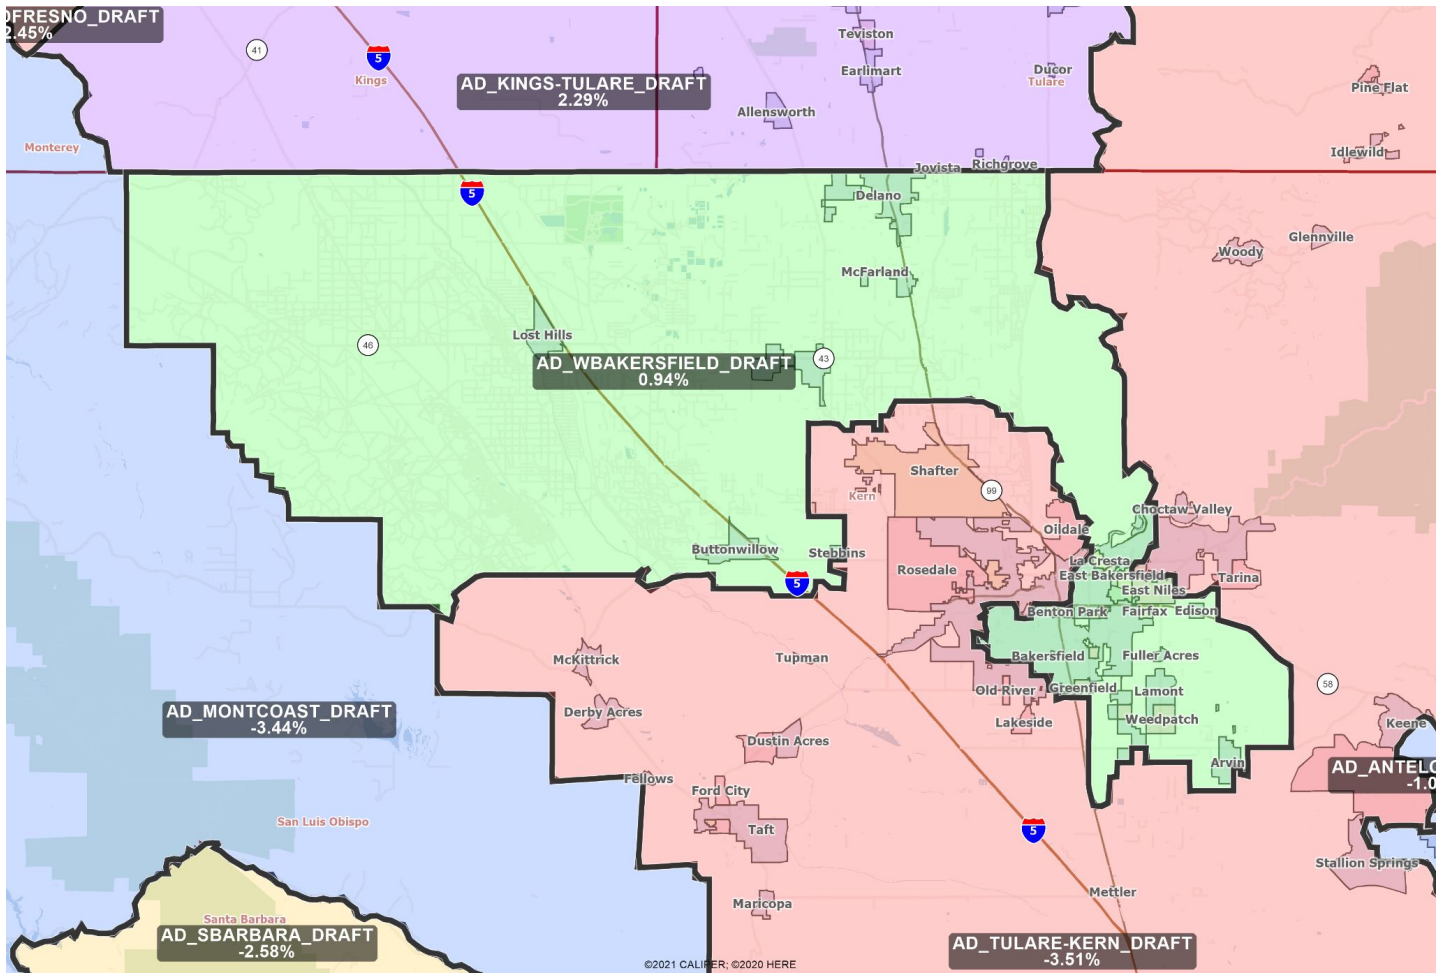 OFRESNO_DRAFT
2.45%
41
5
Kings
AD_KINGS-TULARE_DRAFT
2.29%
Teviston
Earlimart
Ducor
Tulare
Allensworth
Pine Flat
Idlewild
Monterey
Jovista
Richgrove
5
Delano
Woody
Glennville
McFarland
Lost Hills
46
43
AD_WBAKERSFIELD_DRAFT
0.94%
Shafter
Kern
99
Choctaw Valley
Oildale
Buttonwillow
Stebbins
La Cresta
Rosedale
East Bakersfield
Tarina
5
East Niles
Benton Park
Fairfax
Edison
McKittrick
Tupman
Bakersfield
Fuller Acres
58
Old River
Greenfield
Lamont
AD_MONTCOAST_DRAFT
-3.44%
Derby Acres
Lakeside
Weedpatch
Keene
Dustin Acres
Arvin
AD_ANTELO
-1.0
Fellows
Ford City
San Luis Obispo
Taft
5
Stallion Springs
Mettler
Maricopa
Santa Barbara
AD_SBARBARA_DRAFT
-2.58%
AD_TULARE-KERN_DRAFT
-3.51%
©2021 CALIPER; ©2020 HERE